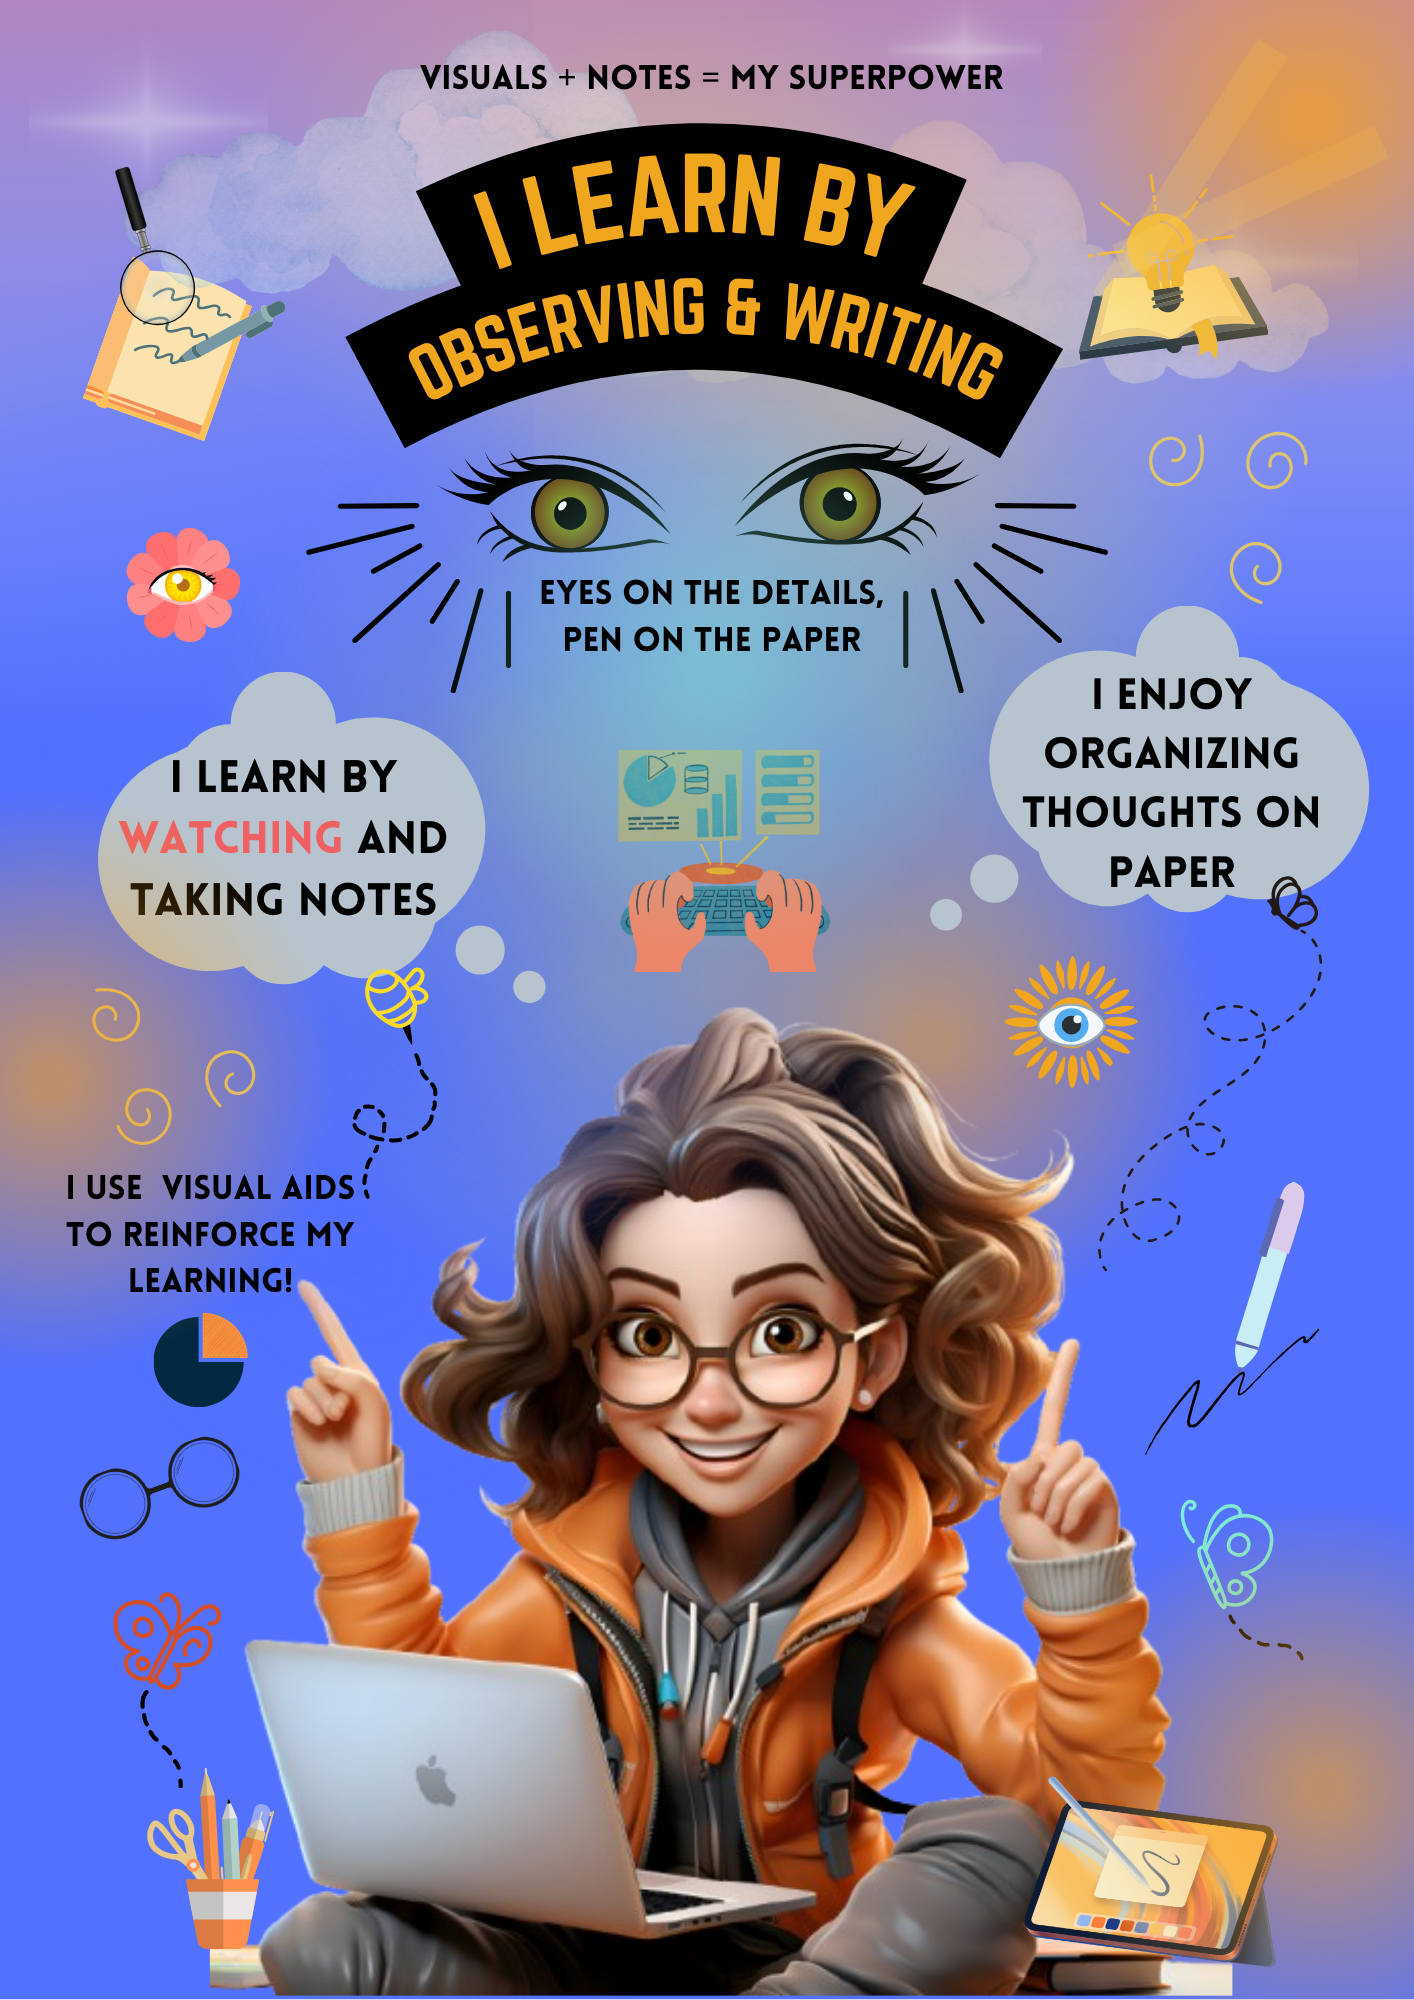 VISUALS + NOTES = MY SUPERPOWER
I LEARN BY
OBSERVING & WRITING
EYES ON THE DETAILS,
PEN ON THE PAPER
I LEARN BY
WATCHING AND
TAKING NOTES
I ENJOY
ORGANIZING
THOUGHTS ON
PAPER
I USE VISUAL AIDS
TO REINFORCE MY
LEARNING!